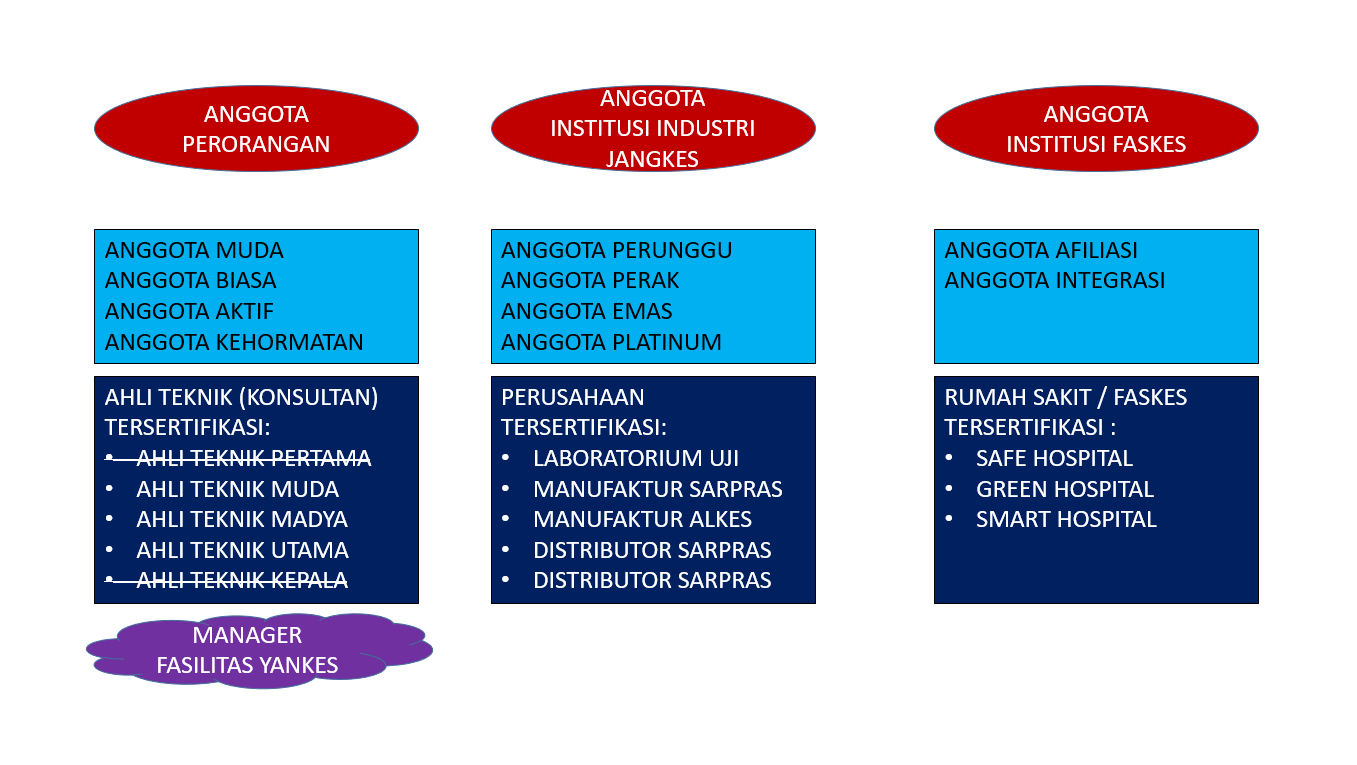 ANGGOTA
PERORANGAN
ANGGOTA
INSTITUSI INDUSTRI
JANGKES
ANGGOTA
INSTITUSI FASKES
ANGGOTA MUDA
ANGGOTA BIASA
ANGGOTA AKTIF
ANGGOTA KEHORMATAN
ANGGOTA PERUNGGU
ANGGOTA PERAK
ANGGOTA EMAS
ANGGOTA PLATINUM
ANGGOTA AFILIASI
ANGGOTA INTEGRASI
AHLI TEKNIK (KONSULTAN)
TERSERTIFIKASI:
• AHLI TEKNIK PERTAMA
• AHLI TEKNIK MUDA
• AHLI TEKNIK MADYA
• AHLI TEKNIK UTAMA
• AHLI TEKNIK KEPALA
PERUSAHAAN
TERSERTIFIKASI:
• LABORATORIUM UJI
• MANUFAKTUR SARPRAS
• MANUFAKTUR ALKES
• DISTRIBUTOR SARPRAS
• DISTRIBUTOR SARPRAS
RUMAH SAKIT / FASKES
TERSERTIFIKASI :
• SAFE HOSPITAL
• GREEN HOSPITAL
• SMART HOSPITAL
MANAGER
FASILITAS YANKES